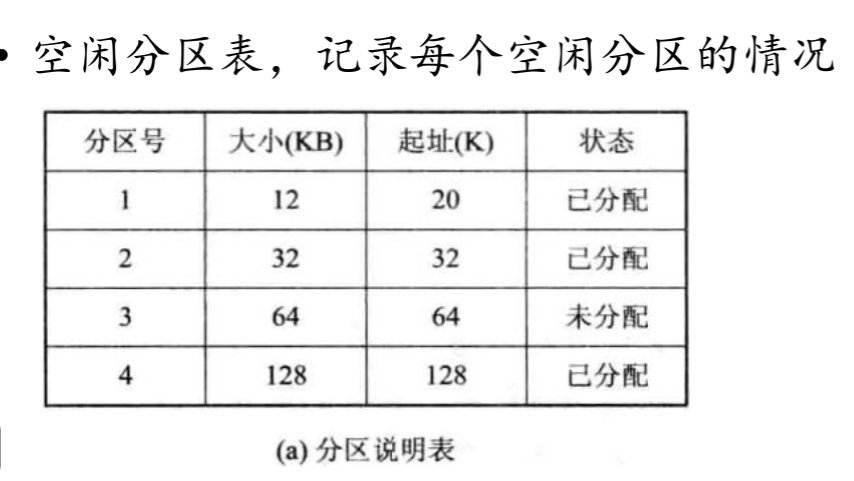 • 空闲分区表，记录每个空闲分区的情况
分区号 大小(KB) 起址(K) 状态
1 12 20 已分配
2 32 32 已分配
3 64 64 未分配
4 128 128 已分配
(a) 分区说明表